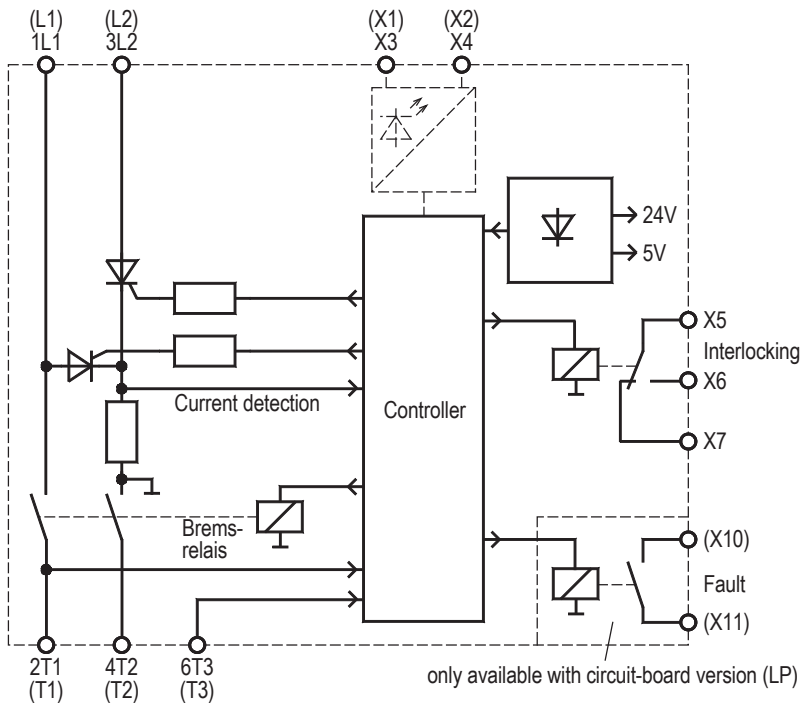 (L1) (L2) (X1) (X2)
1L1 3L2 X3 X4
24V
5V
X5
Interlocking
X6
Current detection
Controller
X7
Brems-
relais
(X10)
Fault
(X11)
2T1 4T2 6T3
(T1) (T2) (T3)
only available with circuit-board version (LP)